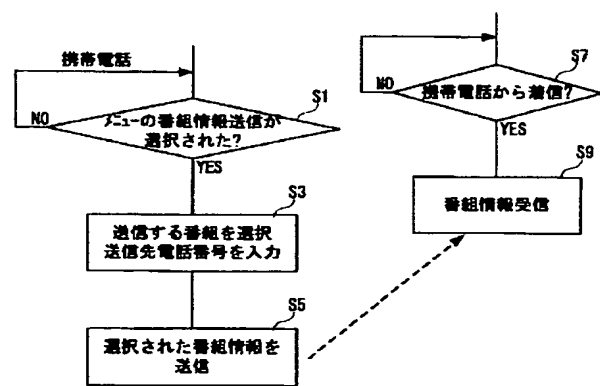 携帯電話
S1
メニューの番組情報送信が
選択された?
NO
YES
S3
送信する番組を選択
送信先電話番号を入力
S5
選択された番組情報を
送信
S7
携帯電話から着信?
NO
YES
S9
番組情報受信